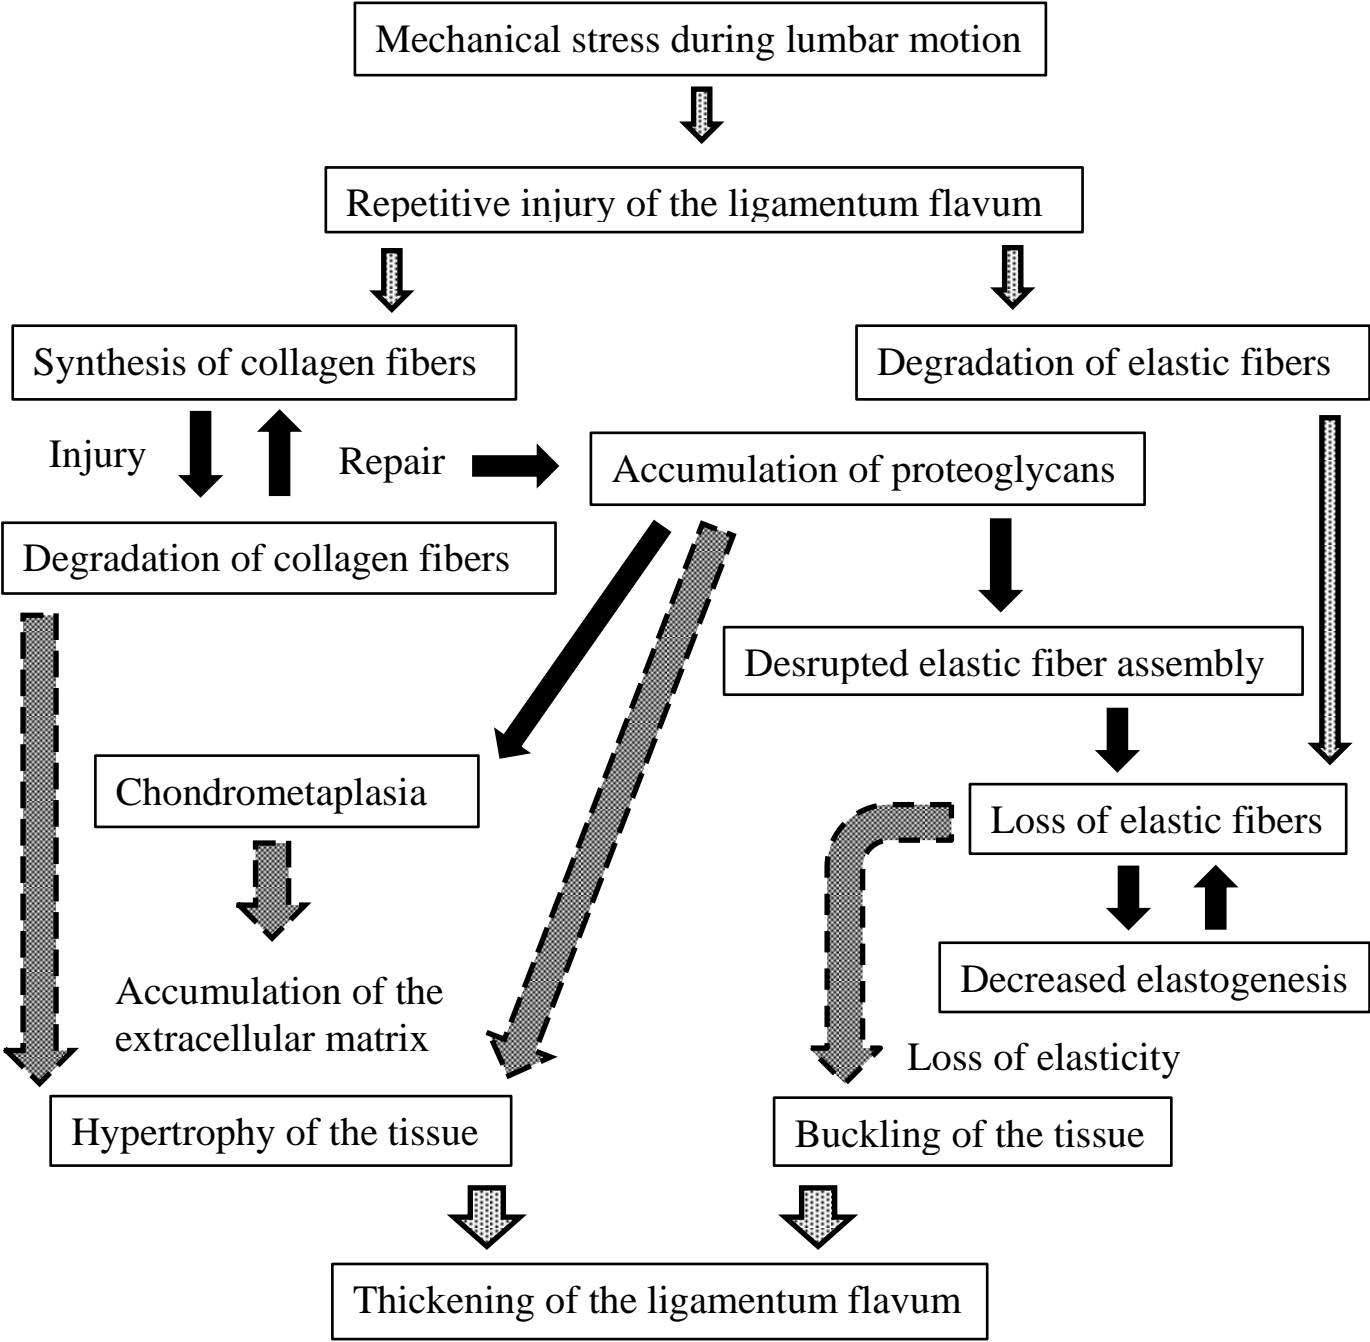 Mechanical stress during lumbar motion
Repetitive injury of the ligamentum flavum
Synthesis of collagen fibers
Degradation of elastic fibers
Injury
Repair
Accumulation of proteoglycans
Degradation of collagen fibers
Desrupted elastic fiber assembly
Chondrometaplasia
Loss of elastic fibers
Decreased elastogenesis
Accumulation of the
extracellular matrix
Loss of elasticity
Hypertrophy of the tissue
Buckling of the tissue
Thickening of the ligamentum flavum